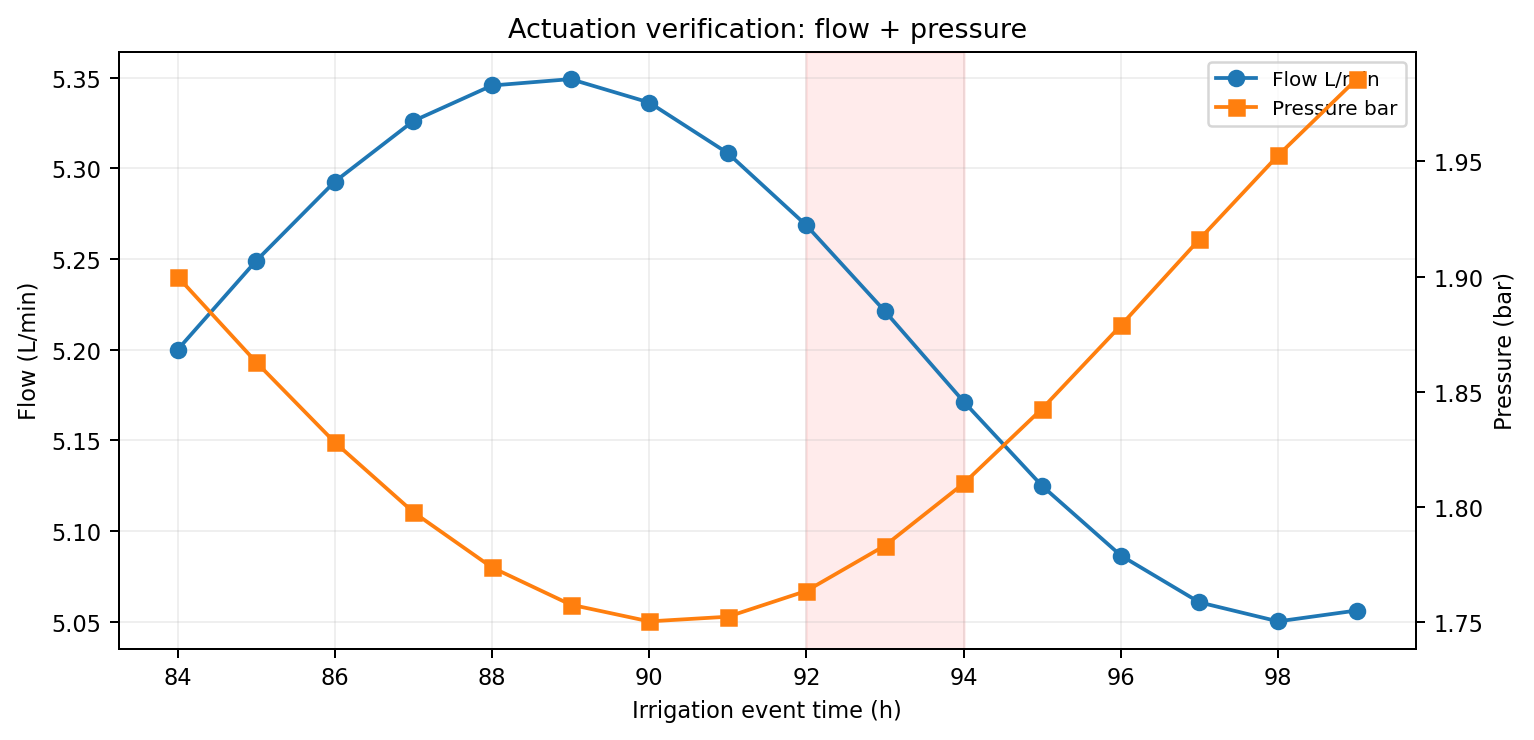 Actuation verification: flow + pressure
Flow L/min
Pressure bar
5.35
5.30
5.25
5.20
5.15
5.10
5.05
Flow (L/min)
1.95
1.90
1.85
1.80
1.75
Pressure (bar)
84 86 88 90 92 94 96 98
Irrigation event time (h)